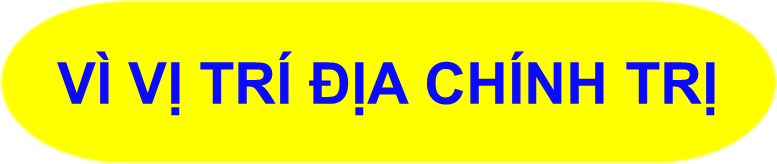 VÌ VỊ TRÍ ĐỊA CHÍNH TRỊ